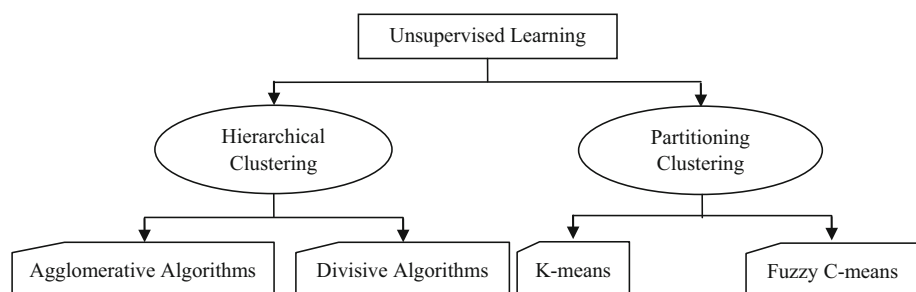 Unsupervised Learning
Hierarchical
Clustering
Partitioning
Clustering
Agglomerative Algorithms
Divisive Algorithms
K-means
Fuzzy C-means